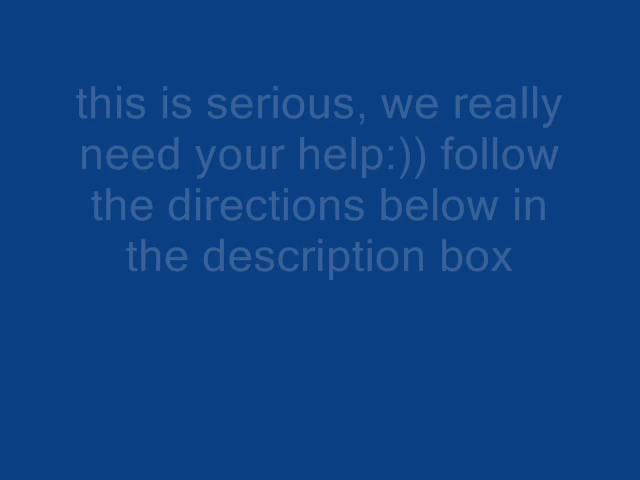 this is serious, we really
need your help:)) follow
the directions below in
the description box